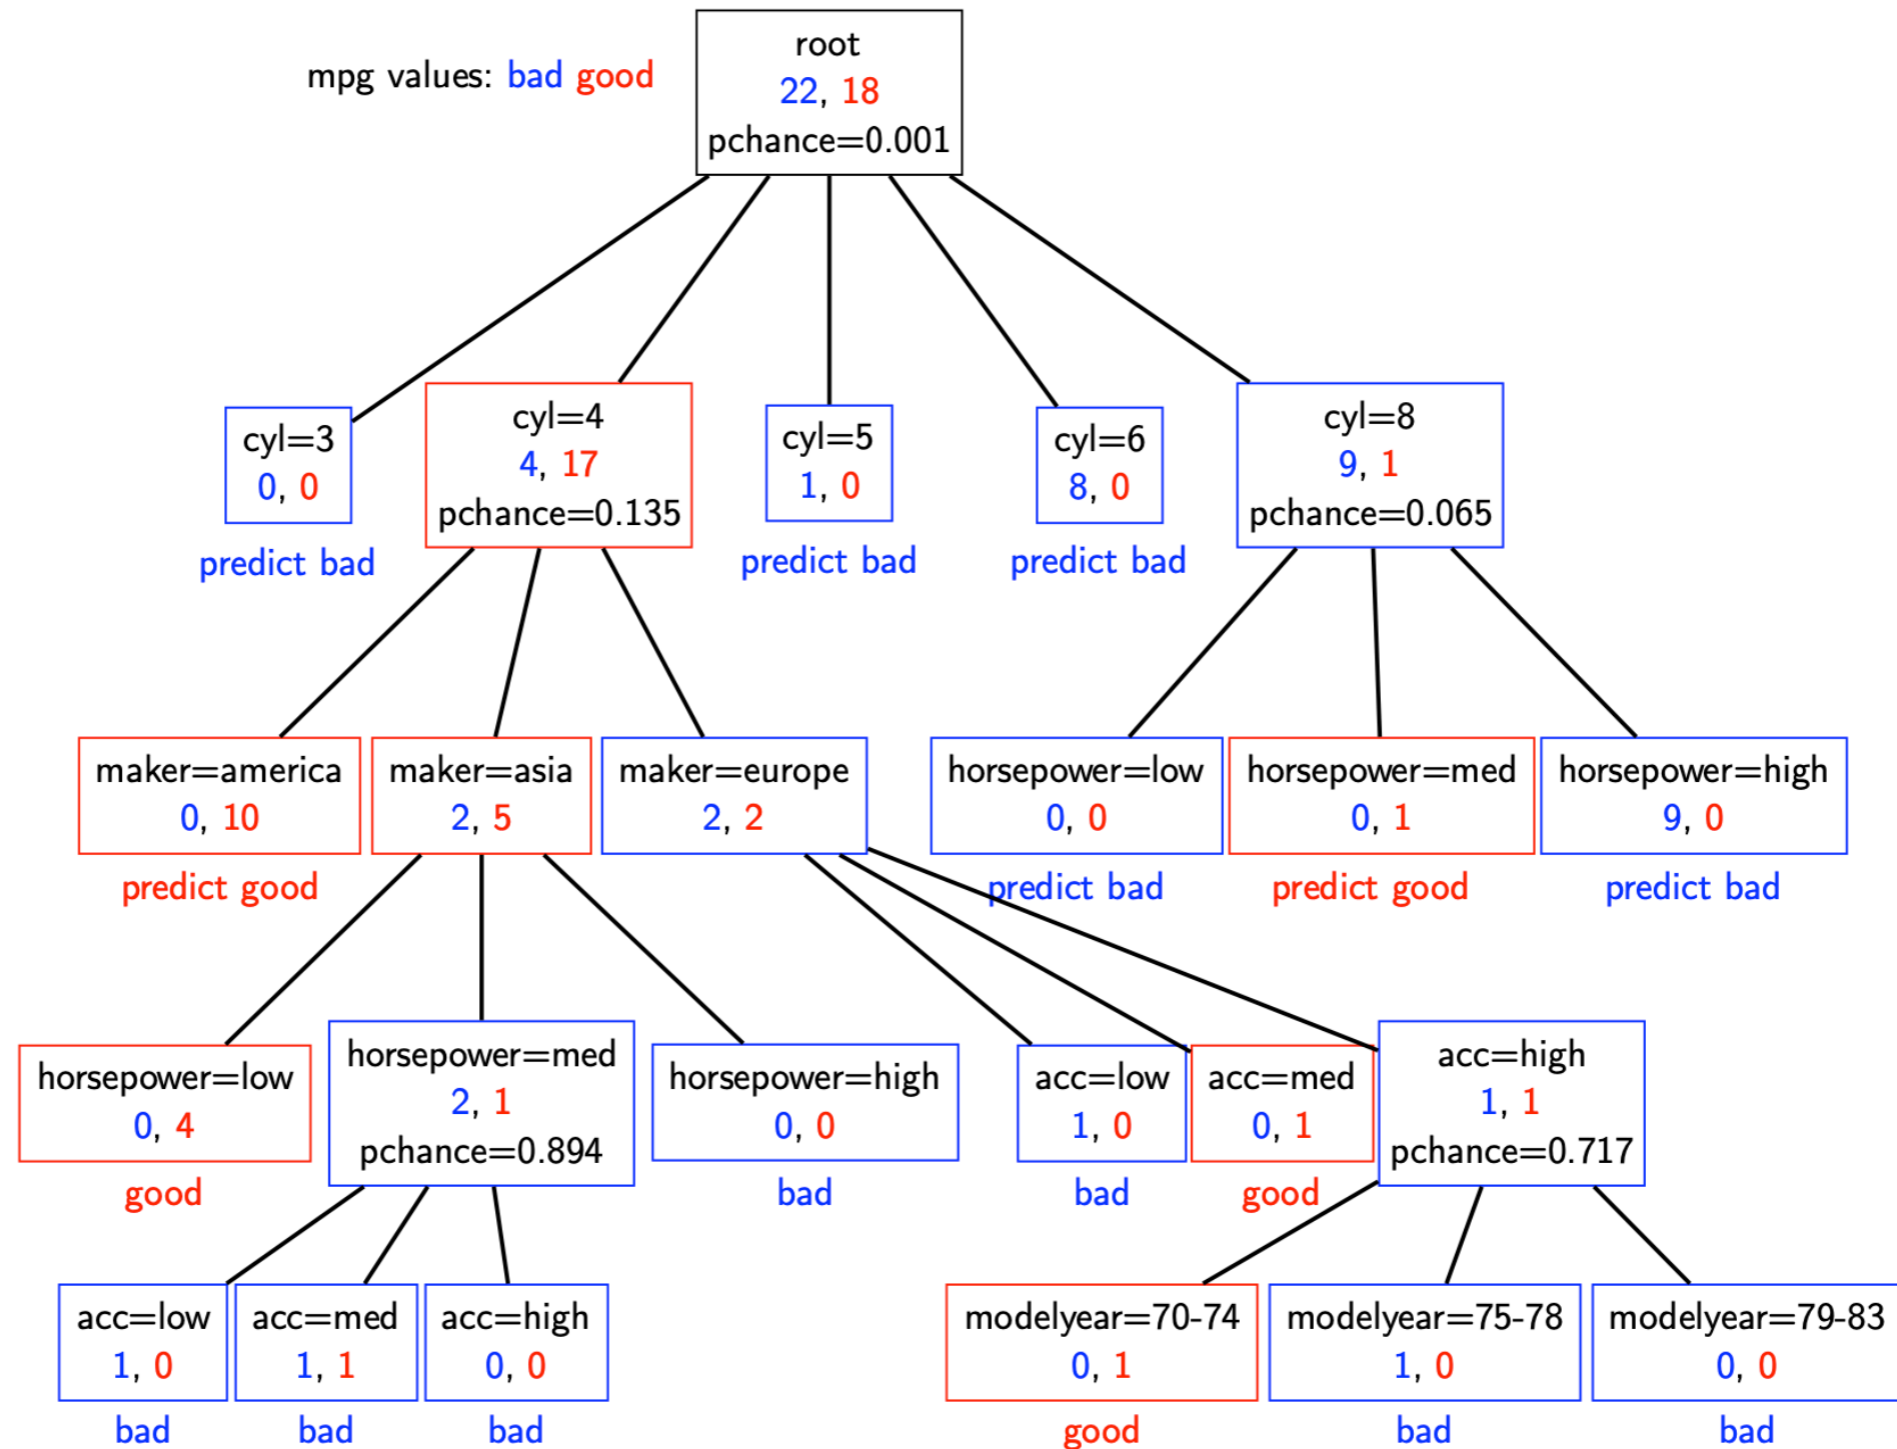 mpg values: bad good
root
22, 18
pchance=0.001
cyl=3
0, 0
predict bad
cyl=4
4, 17
pchance=0.135
cyl=5
1, 0
predict bad
cyl=6
8, 0
predict bad
cyl=8
9, 1
pchance=0.065
maker=america
0, 10
predict good
maker=asia
2, 5
maker=europe
2, 2
horsepower=low
0, 0
predict bad
horsepower=med
0, 1
predict good
horsepower=high
9, 0
predict bad
horsepower=low
0, 4
good
horsepower=med
2, 1
pchance=0.894
horsepower=high
0, 0
bad
acc=low
1, 0
bad
acc=med
0, 1
good
acc=high
1, 1
pchance=0.717
acc=low
1, 0
bad
acc=med
1, 1
bad
acc=high
0, 0
bad
modelyear=70-74
0, 1
good
modelyear=75-78
1, 0
bad
modelyear=79-83
0, 0
bad